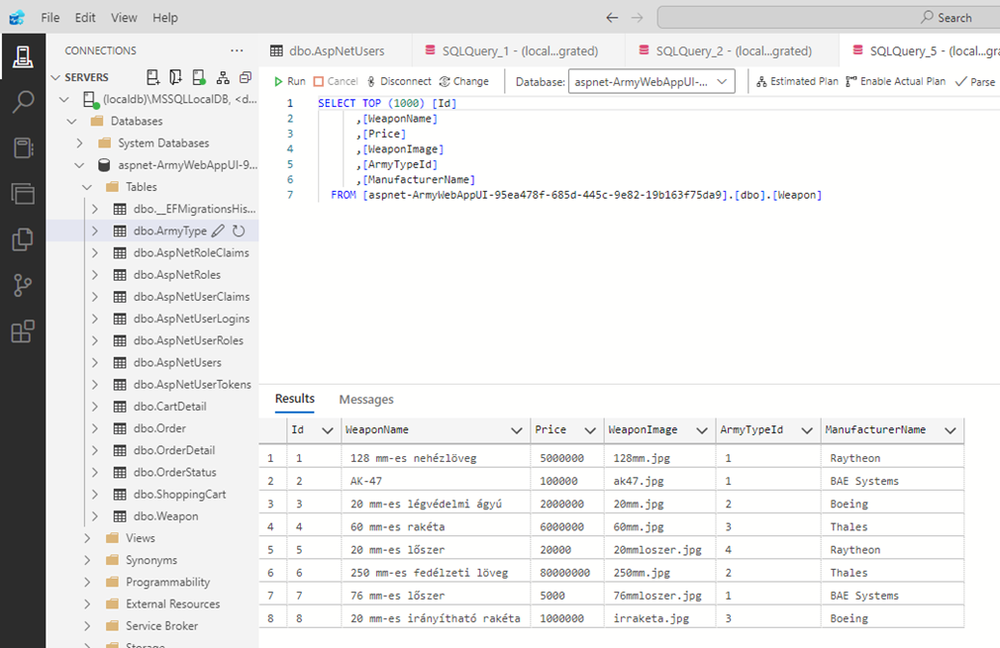 File Edit View Help
Search
CONNECTIONS ...
SERVERS
(localdb)\MSSQLLocalDB, <d...
Databases
System Databases
aspnet-ArmyWebAppUI-9...
Tables
dbo.__EFMigrationsHis...
dbo.ArmyType
dbo.AspNetRoleClaims
dbo.AspNetRoles
dbo.AspNetUserClaims
dbo.AspNetUserLogins
dbo.AspNetUserRoles
dbo.AspNetUsers
dbo.AspNetUserTokens
dbo.CartDetail
dbo.Order
dbo.OrderDetail
dbo.OrderStatus
dbo.ShoppingCart
dbo.Weapon
Views
Synonyms
Programmability
External Resources
Service Broker
Storage
dbo.AspNetUsers SQLQuery_1 - (local...grated) SQLQuery_2 - (local...grated) SQLQuery_5 - (local...gra
Run Cancel Disconnect Change Database: aspnet-ArmyWebAppUI-... Estimated Plan Enable Actual Plan Parse
1 SELECT TOP (1000) [Id]
2 ,[WeaponName]
3 ,[Price]
4 ,[WeaponImage]
5 ,[ArmyTypeId]
6 ,[ManufacturerName]
7 FROM [aspnet-ArmyWebAppUI-95ea478f-685d-445c-9e82-19b163f75da9].[dbo].[Weapon]
Results Messages
Id WeaponName Price WeaponImage ArmyTypeId ManufacturerName
1 1 128 mm-es nehézlöveg 5000000 128mm.jpg 1 Raytheon
2 2 AK-47 100000 ak47.jpg 1 BAE Systems
3 3 20 mm-es légvédelmi ágyú 2000000 20mm.jpg 2 Boeing
4 4 60 mm-es rakéta 6000000 60mm.jpg 3 Thales
5 5 20 mm-es lőszer 20000 20mmloszer.jpg 4 Raytheon
6 6 250 mm-es fedélzeti löveg 80000000 250mm.jpg 2 Thales
7 7 76 mm-es lőszer 5000 76mmloszer.jpg 1 BAE Systems
8 8 20 mm-es irányítható rakéta 1000000 irraketa.jpg 3 Boeing